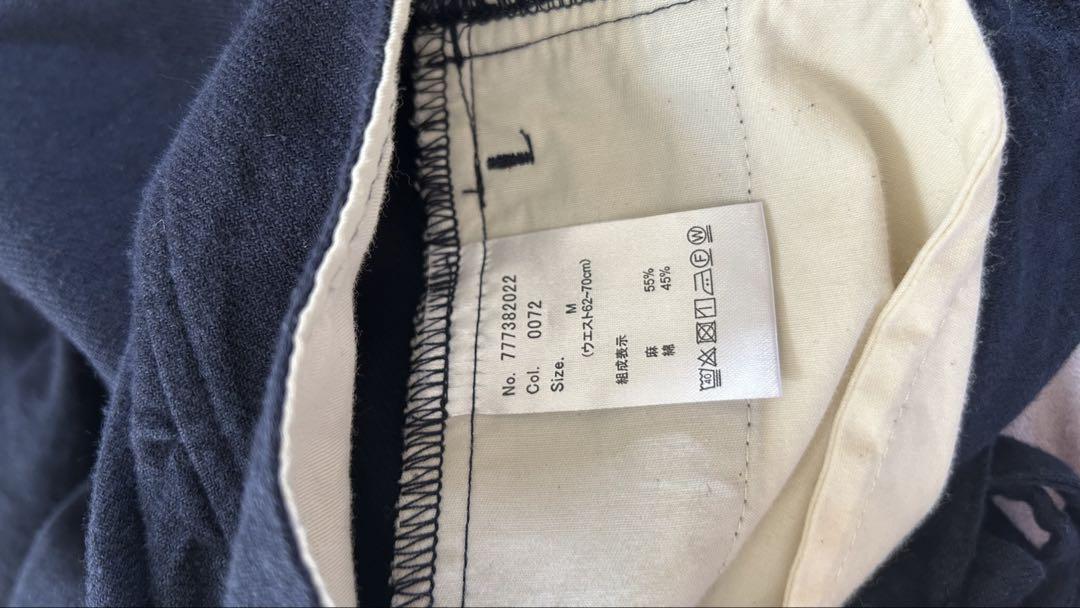 No. 777382022
Col. 0072
Size.
M
(ウエスト62-70cm)
組成表示
麻 55%
綿 45%
40 F W